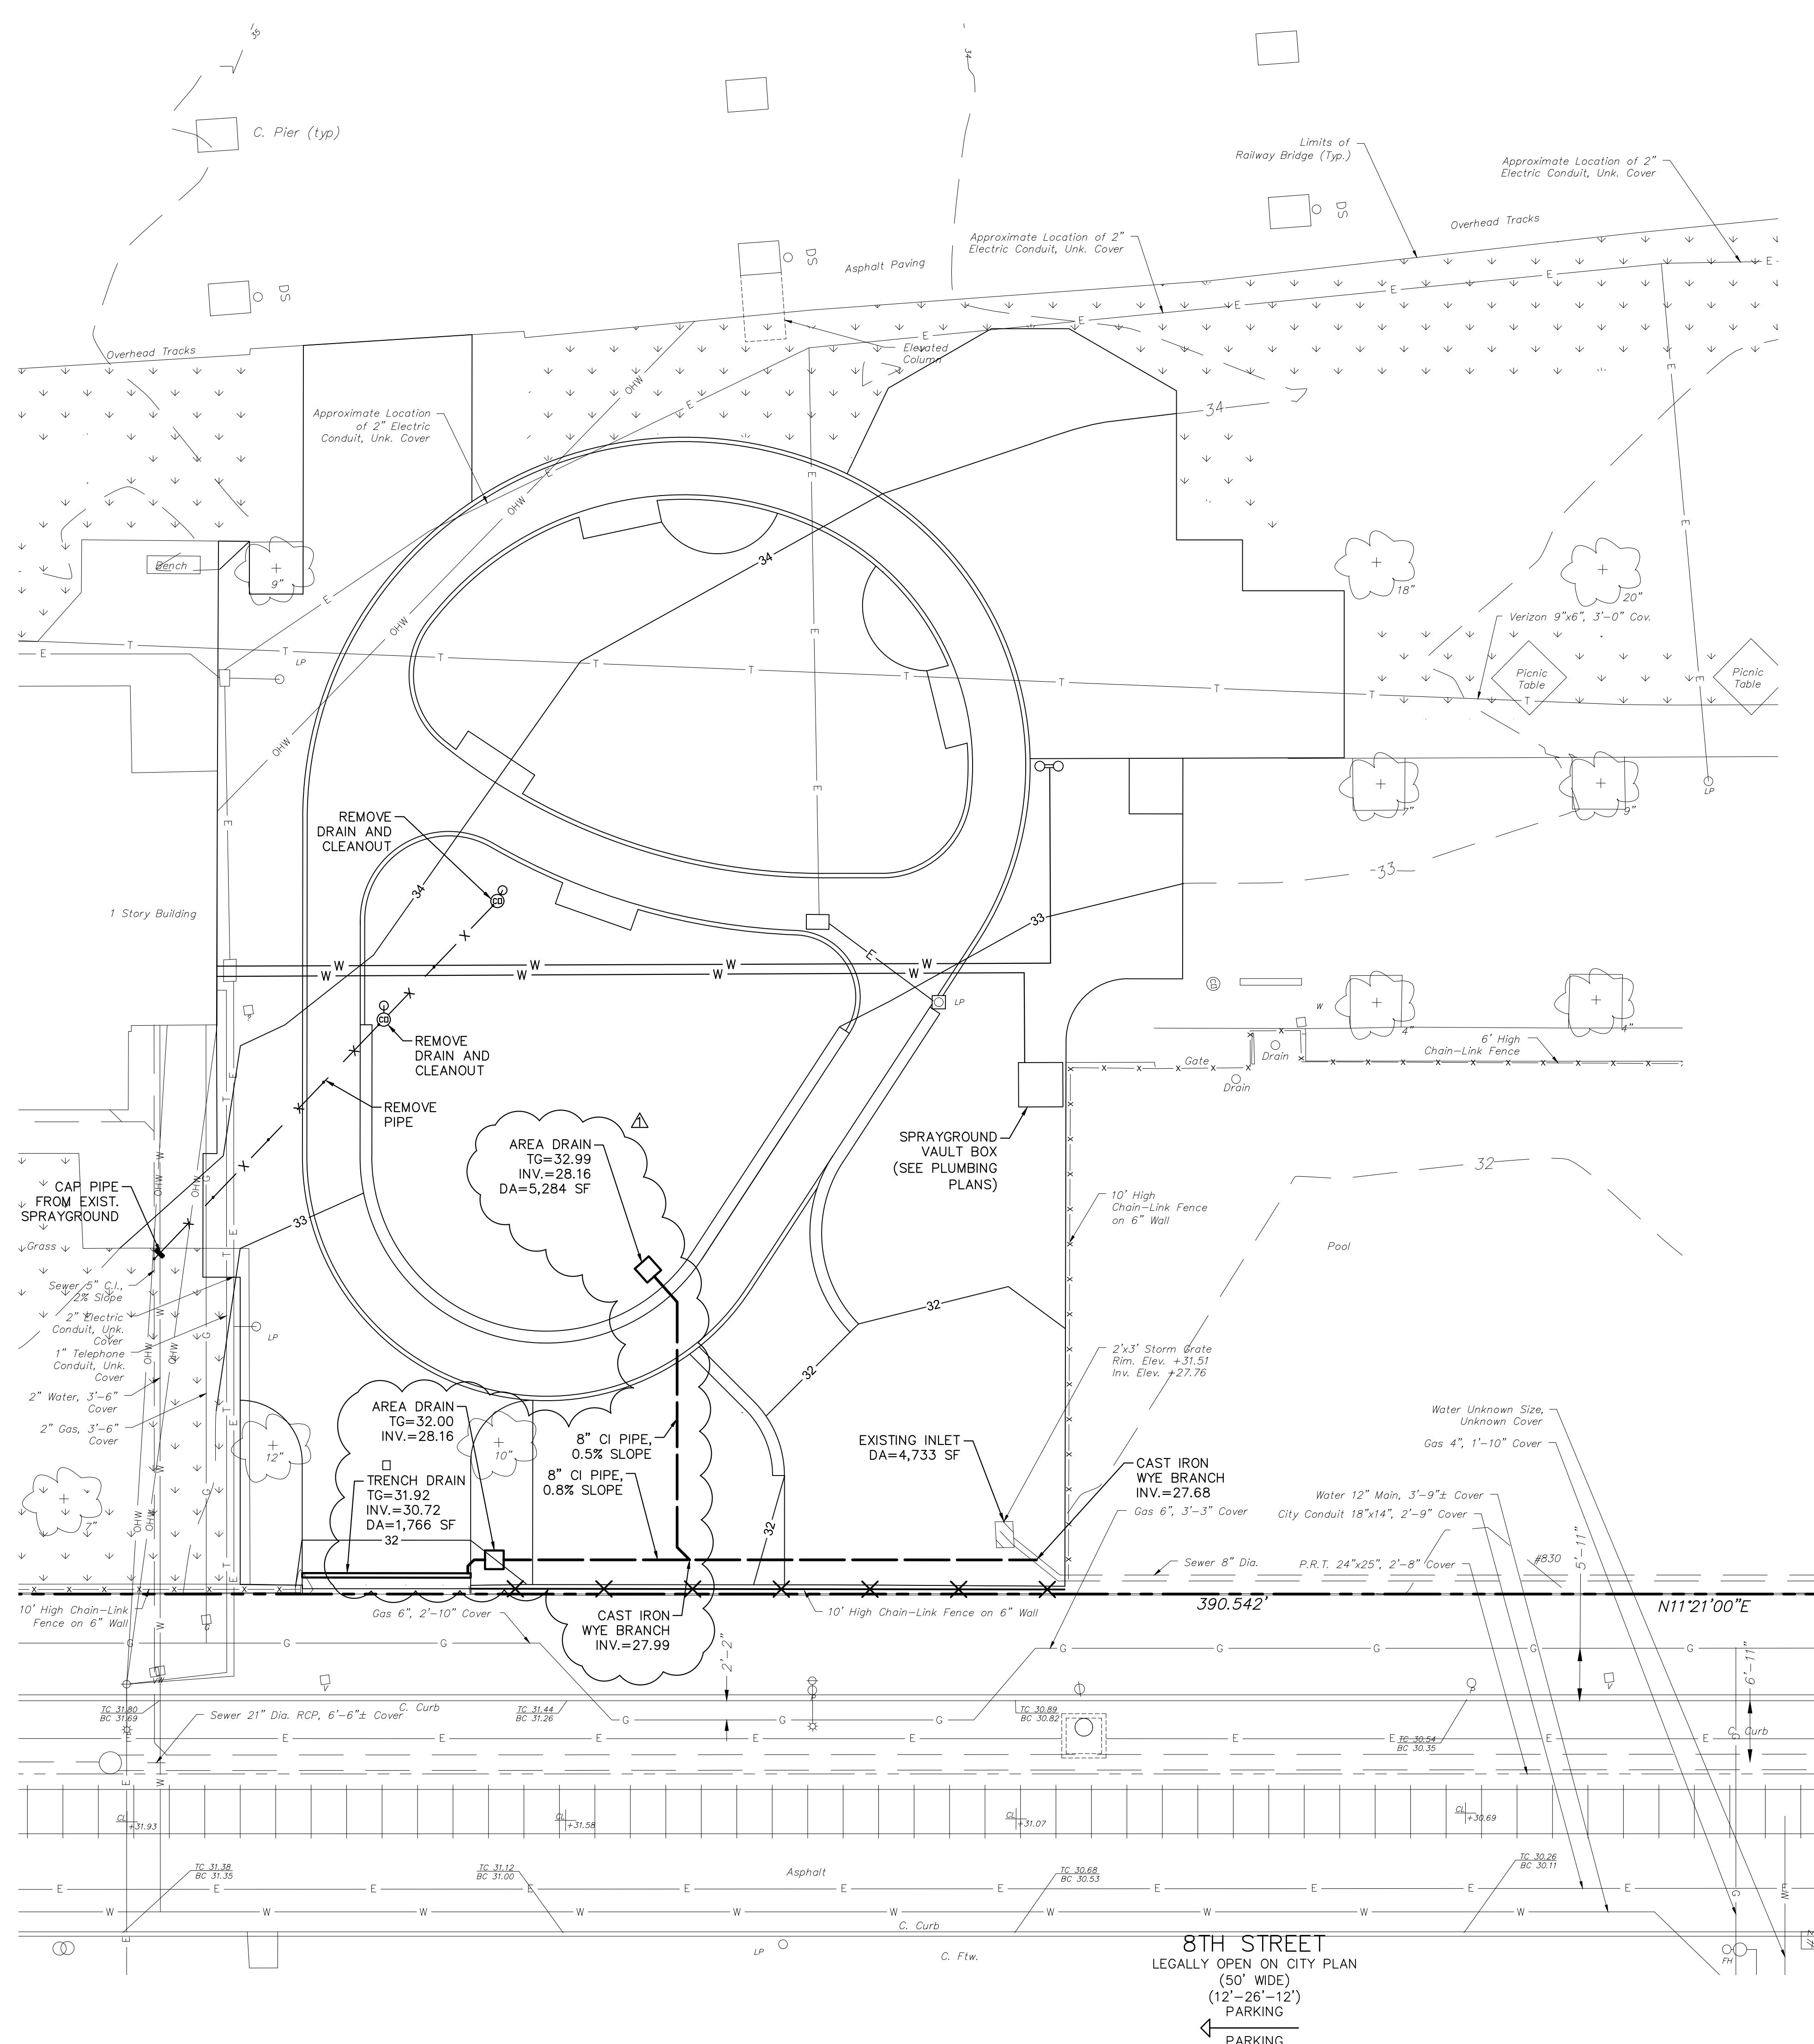 35
34
C. Pier (typ)
Limits of
Railway Bridge (Typ.)
Approximate Location of 2"
Electric Conduit, Unk. Cover
DS
Overhead Tracks
Approximate Location of 2"
Electric Conduit, Unk. Cover
DS
Asphalt Paving
DS
Overhead Tracks
Elevated
Column
34
Approximate Location
of 2" Electric
Conduit, Unk. Cover
OHW
OHW
OHW
OHW
34
Bench
9"
18"
20"
Verizon 9"x6", 3'-0" Cov.
Picnic
Table
Picnic
Table
LP
LP
7"
9"
REMOVE
DRAIN AND
CLEANOUT
CO
34
33
33
1 Story Building
W W W W
W W W W
LP
W
4"
4"
6' High
Chain-Link Fence
Gate
Drain
Drain
CO
REMOVE
DRAIN AND
CLEANOUT
REMOVE
PIPE
1
AREA DRAIN
TG=32.99
INV.=28.16
DA=5,284 SF
SPRAYGROUND
VAULT BOX
(SEE PLUMBING
PLANS)
32
CAP PIPE
FROM EXIST.
SPRAYGROUND
33
10' High
Chain-Link Fence
on 6" Wall
Grass
Pool
Sewer 5" C.I.,
2% Slope
2" Electric
Conduit, Unk.
Cover
1" Telephone
Conduit, Unk.
Cover
2" Water, 3'-6"
Cover
2" Gas, 3'-6"
Cover
LP
32
32
2'x3' Storm Grate
Rim. Elev. +31.51
Inv. Elev. +27.76
AREA DRAIN
TG=32.00
INV.=28.16
12"
10"
8" CI PIPE,
0.5% SLOPE
8" CI PIPE,
0.8% SLOPE
EXISTING INLET
DA=4,733 SF
CAST IRON
WYE BRANCH
INV.=27.68
Water Unknown Size,
Unknown Cover
Gas 4", 1'-10" Cover
TRENCH DRAIN
TG=31.92
INV.=30.72
DA=1,766 SF
Gas 6", 3'-3" Cover
Water 12" Main, 3'-9"± Cover
City Conduit 18"x14", 2'-9" Cover
7"
32
32
Sewer 8" Dia.
P.R.T. 24"x25", 2'-8" Cover
#830
5'-11"
10' High Chain-Link
Fence on 6" Wall
Gas 6", 2'-10" Cover
CAST IRON
WYE BRANCH
INV.=27.99
10' High Chain-Link Fence on 6" Wall
390.542'
N11°21'00"E
G G G
G G G G G
2'-2"
6'-11"
V
P
V
TC 31.80
BC 31.69
C. Curb
Sewer 21" Dia. RCP, 6'-6"± Cover
TC 31.44
BC 31.26
G G G
TC 30.89
BC 30.82
TC 30.54
BC 30.35
C. Curb
E E E E E E E E E E
CL
+31.93
CL
+31.58
CL
+31.07
CL
+30.69
TC 31.38
BC 31.35
TC 31.12
BC 31.00
Asphalt
TC 30.68
BC 30.53
TC 30.26
BC 30.11
E E E E E E E E E E E E
W W W W W W W W W W
C. Curb
LP
C. Ftw.
FH
8TH STREET
LEGALLY OPEN ON CITY PLAN
(50' WIDE)
(12'-26'-12')
PARKING
PARKING